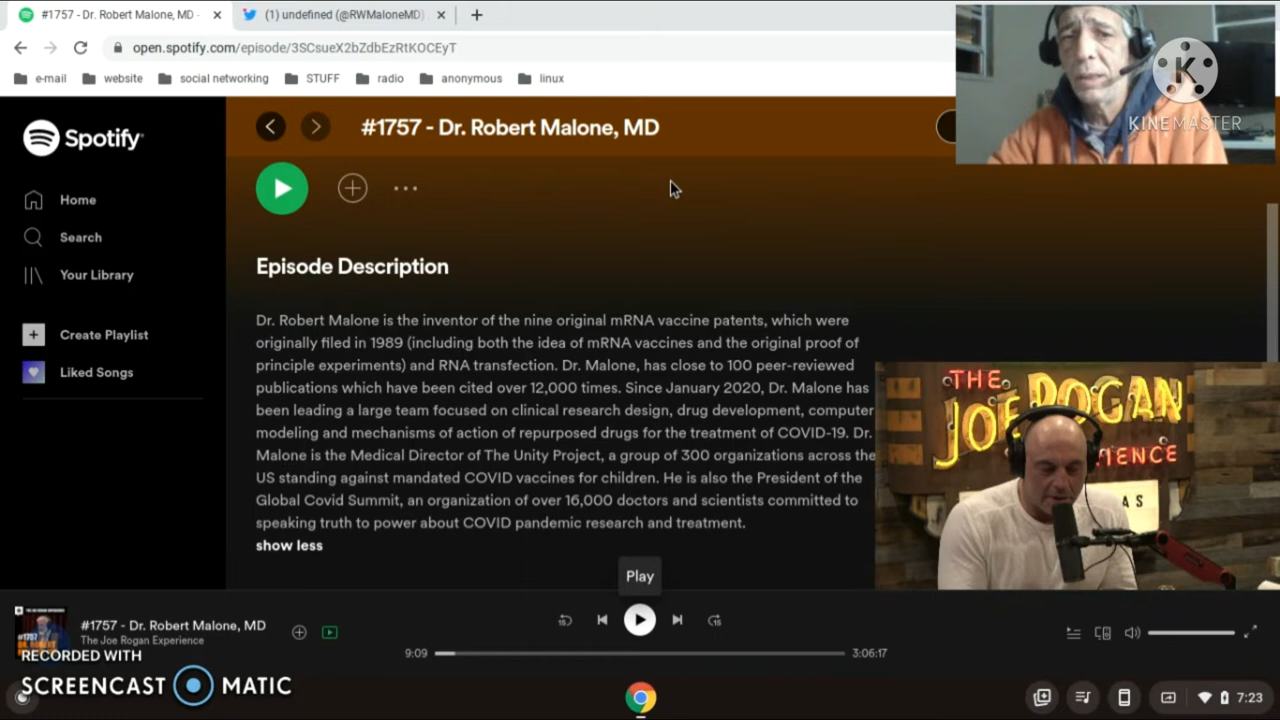 #1757 - Dr. Robert Malone, MD -
(1) undefined (@RWMaloneMD)
open.spotify.com/episode/3SCsueX2bZdbEzRtKOCEyT
e-mail website social networking STUFF radio anonymous linux
K
KINEMASTER
Spotify
#1757 - Dr. Robert Malone, MD
Home
Search
Your Library
Create Playlist
Liked Songs
Episode Description
Dr. Robert Malone is the inventor of the nine original mRNA vaccine patents, which were
originally filed in 1989 (including both the idea of mRNA vaccines and the original proof of
principle experiments) and RNA transfection. Dr. Malone, has close to 100 peer-reviewed
publications which have been cited over 12,000 times. Since January 2020, Dr. Malone has
been leading a large team focused on clinical research design, drug development, computer
modeling and mechanisms of action of repurposed drugs for the treatment of COVID-19. Dr.
Malone is the Medical Director of The Unity Project, a group of 300 organizations across the
US standing against mandated COVID vaccines for children. He is also the President of the
Global Covid Summit, an organization of over 16,000 doctors and scientists committed to
speaking truth to power about COVID pandemic research and treatment.
show less
THE
JOE ROGAN
IENCE
AS
Play
#1757 - Dr. Robert Malone, MD
The Joe Rogan Experience
15
15
9:09
3:06:17
#1757
RECORDED WITH
SCREENCAST MATIC
7:23